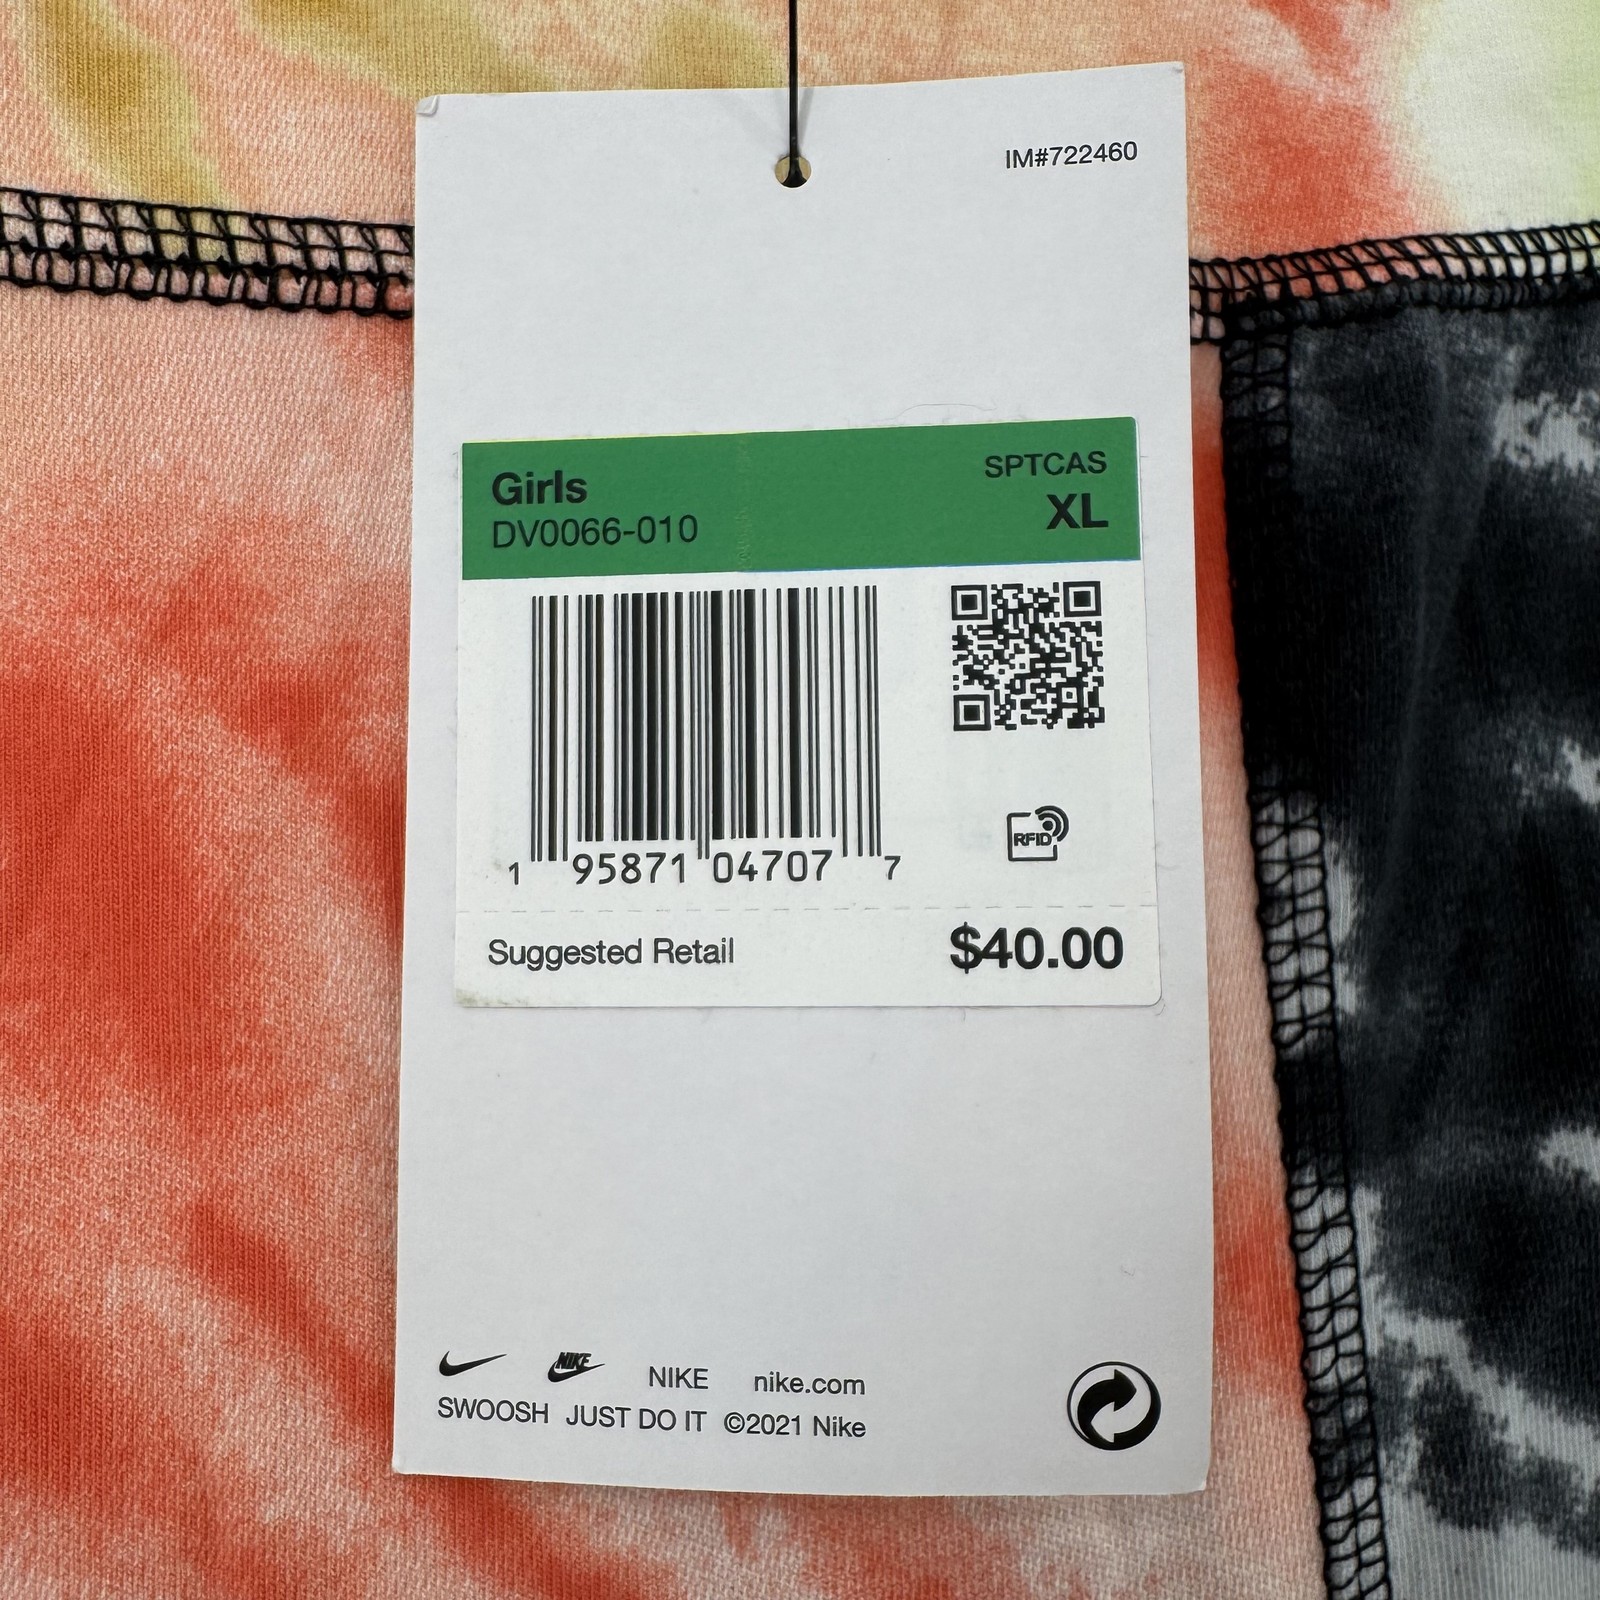 IM#722460
Girls
SPTCAS
DV0066-010
XL
RFID
1 95871 04707 7
Suggested Retail
$40.00
NIKE NIKE nike.com
SWOOSH JUST DO IT ©2021 Nike